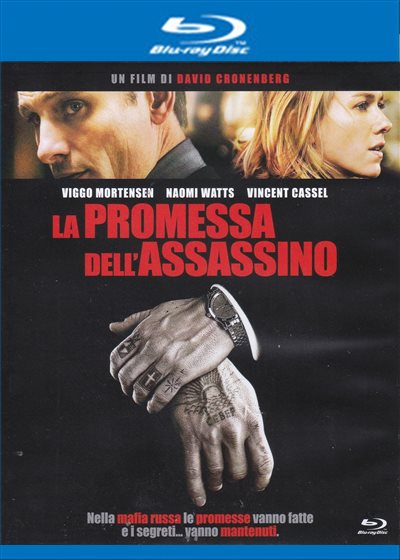 Blu-ray Disc™
UN FILM DI DAVID CRONENBERG
VIGGO MORTENSEN NAOMI WATTS VINCENT CASSEL
LA PROMESSA
DELL'ASSASSINO
Nella mafia russa le promesse vanno fatte
e i segreti... vanno mantenuti.
Blu-ray Disc